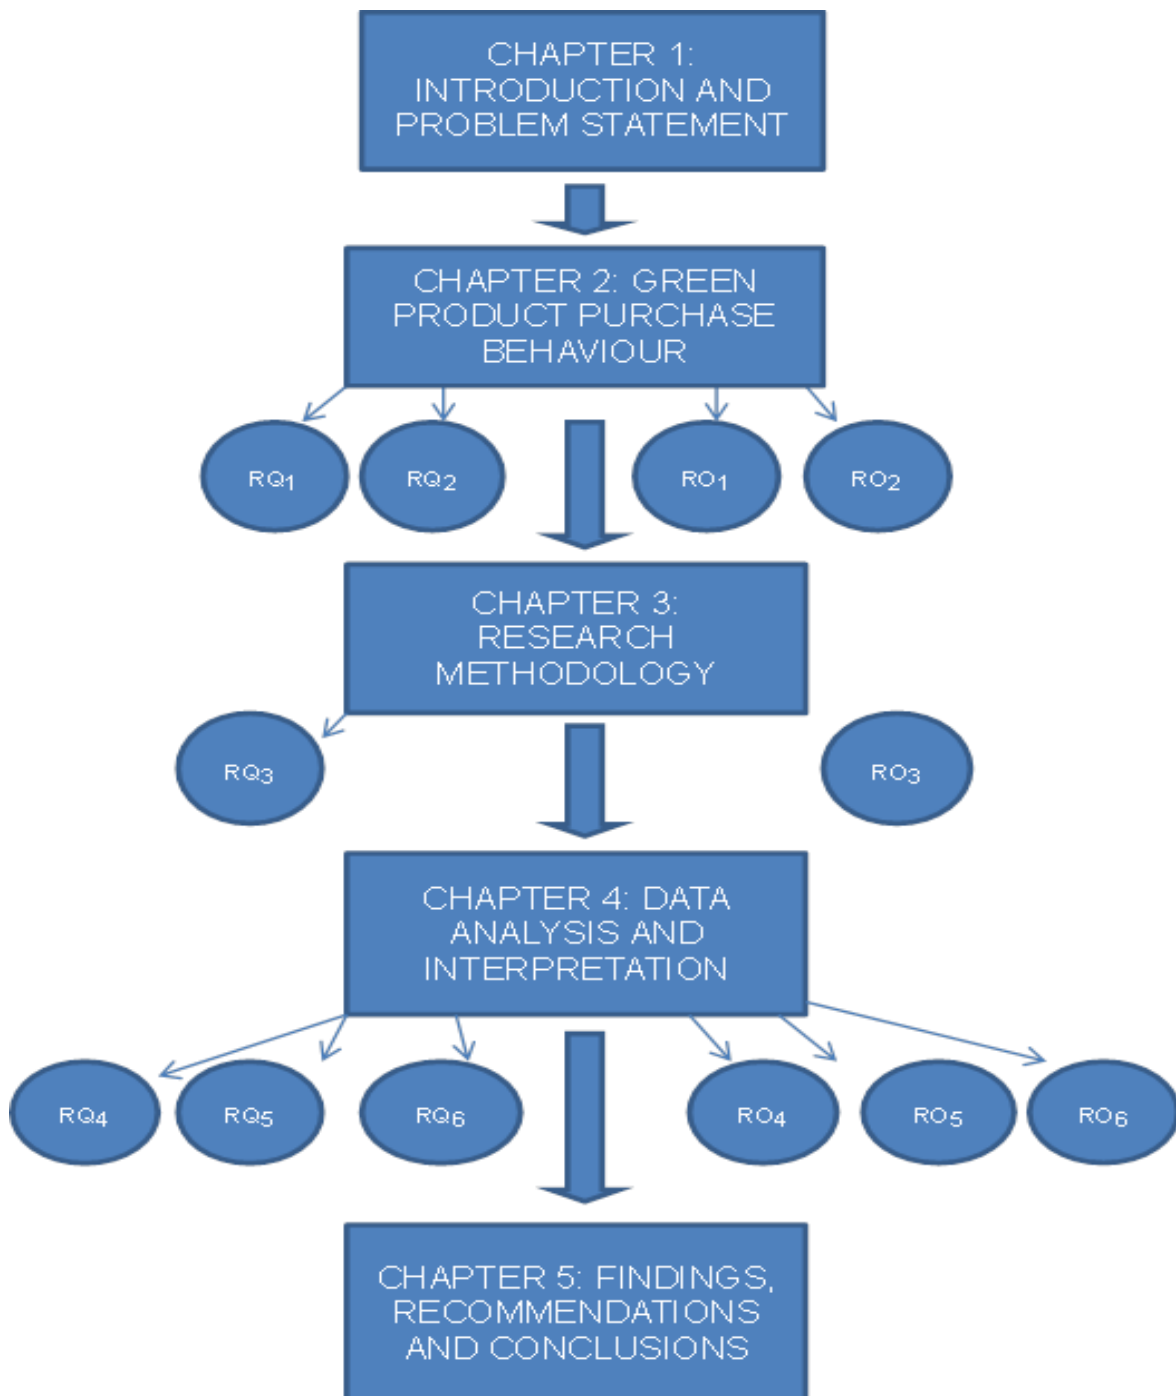 CHAPTER 1:
INTRODUCTION AND
PROBLEM STATEMENT
CHAPTER 2: GREEN
PRODUCT PURCHASE
BEHAVIOUR
RQ1
RQ2
RO1
RO2
CHAPTER 3:
RESEARCH
METHODOLOGY
RQ3
RO3
CHAPTER 4: DATA
ANALYSIS AND
INTERPRETATION
RQ4
RQ5
RQ6
RO4
RO5
RO6
CHAPTER 5: FINDINGS,
RECOMMENDATIONS
AND CONCLUSIONS